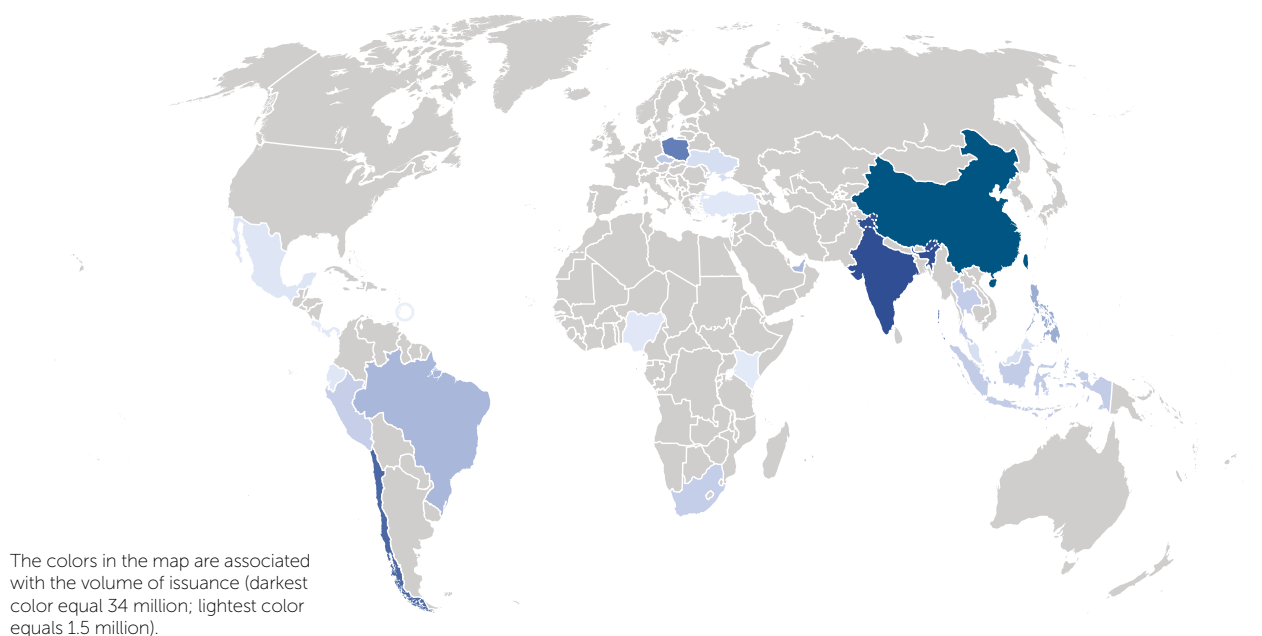 The colors in the map are associated
with the volume of issuance (darkest
color equal 34 million; lightest color
equals 1.5 million).